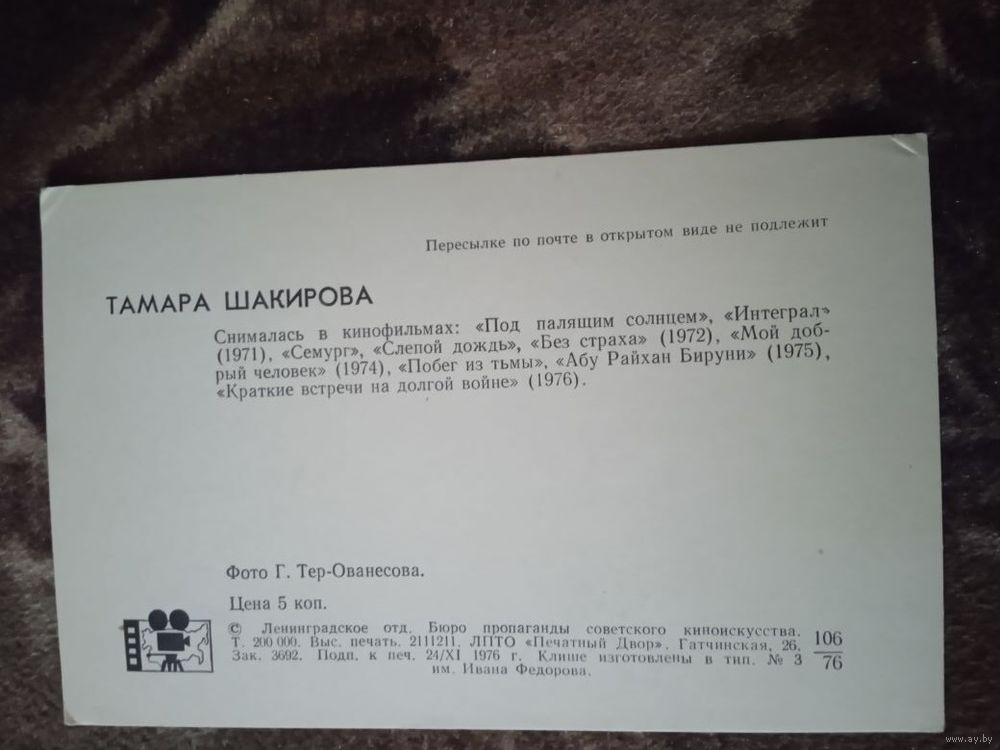 Пересылке по почте в открытом виде не подлежит
ТАМАРА ШАКИРОВА
Снималась в кинофильмах: «Под палящим солнцем», «Интеграл»
(1971), «Семург», «Слепой дождь», «Без страха» (1972), «Мой доб-
рый человек» (1974), «Побег из тьмы», «Абу Райхан Бируни» (1975),
«Краткие встречи на долгой войне» (1976).
Фото Г. Тер-Ованесова.
Цена 5 коп.
© Ленинградское отд. Бюро пропаганды советского киноискусства.
Т. 200 000. Выс. печать. 2111211. ЛПТО «Печатный Двор». Гатчинская, 26.
Зак. 3692. Подп. к печ. 24/XI 1976 г. Клише изготовлены в тип. № 3
им. Ивана Федорова.
106
76
www.ay.by